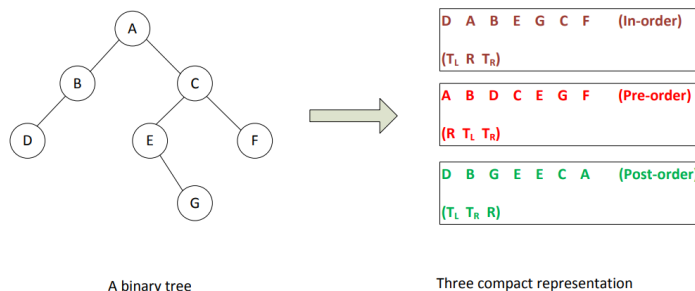 A
B
C
D
E
F
G
A binary tree
D A B E G C F (In-order)
(TL R TR)
A B D C E G F (Pre-order)
(R TL TR)
D B G E E C A (Post-order)
(TL TR R)
Three compact representation